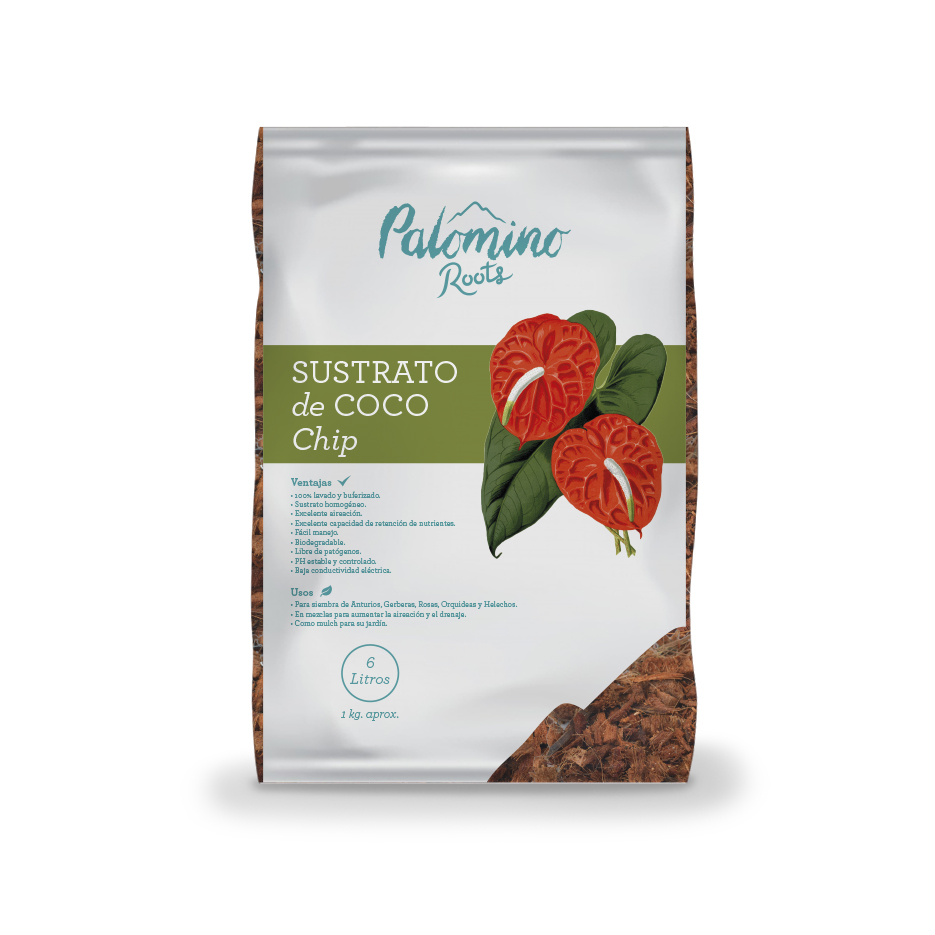 Palomino
Roots
SUSTRATO
de COCO
Chip
Ventajas
• 100% lavado y buferizado.
• Sustrato homogéneo.
• Excelente aireación.
• Excelente capacidad de retención de nutrientes.
• Fácil manejo.
• Biodegradable.
• Libre de patógenos.
• PH estable y controlado.
• Baja conductividad eléctrica.
Usos
• Para siembra de Anturios, Gerberas, Rosas, Orquideas y Helechos.
• En mezclas para aumentar la aireación y el drenaje.
• Como mulch para su jardín.
6
Litros
1 kg. aprox.